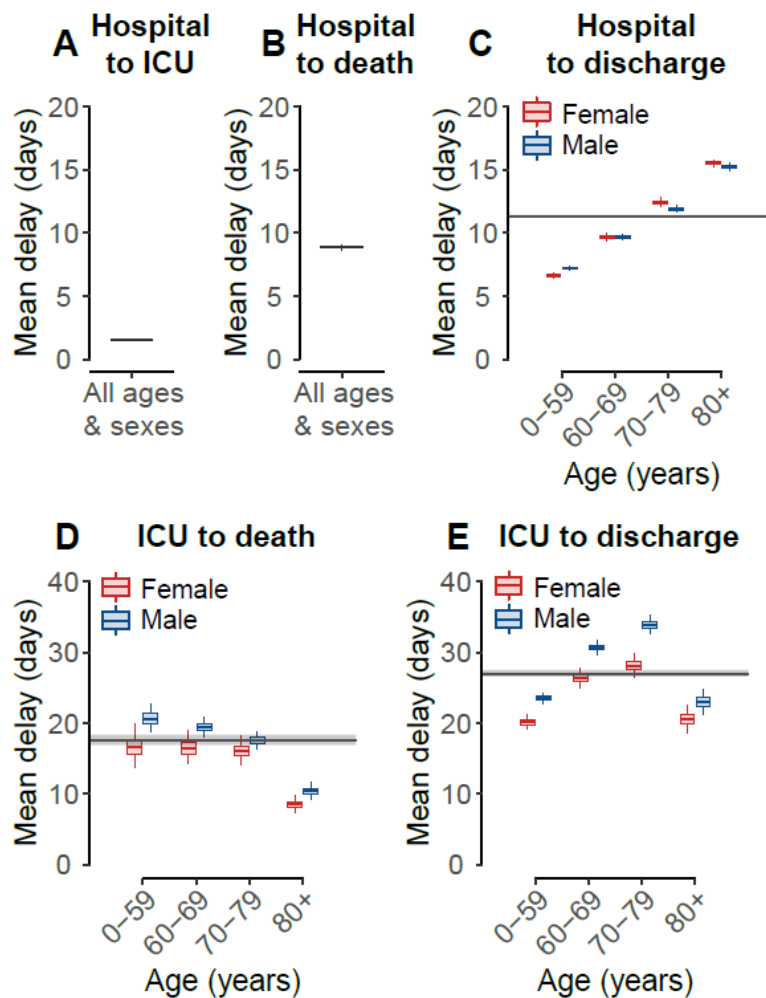 A Hospital to ICU
Mean delay (days)
20
15
10
5
0
All ages
& sexes
B Hospital to death
Mean delay (days)
20
15
10
5
0
All ages
& sexes
C Hospital to discharge
Mean delay (days)
20
15
10
5
0
Female
Male
0−59
60−69
70−79
80+
Age (years)
D ICU to death
Mean delay (days)
40
30
20
10
0
Female
Male
0−59
60−69
70−79
80+
Age (years)
E ICU to discharge
Mean delay (days)
40
30
20
10
0
Female
Male
0−59
60−69
70−79
80+
Age (years)